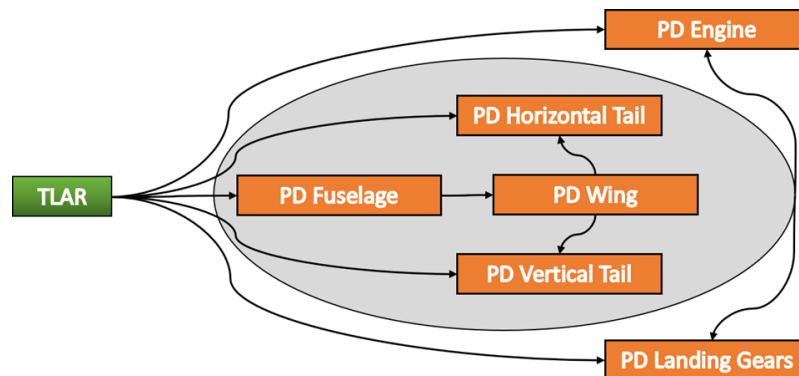 PD Engine
PD Horizontal Tail
TLAR
PD Fuselage
PD Wing
PD Vertical Tail
PD Landing Gears